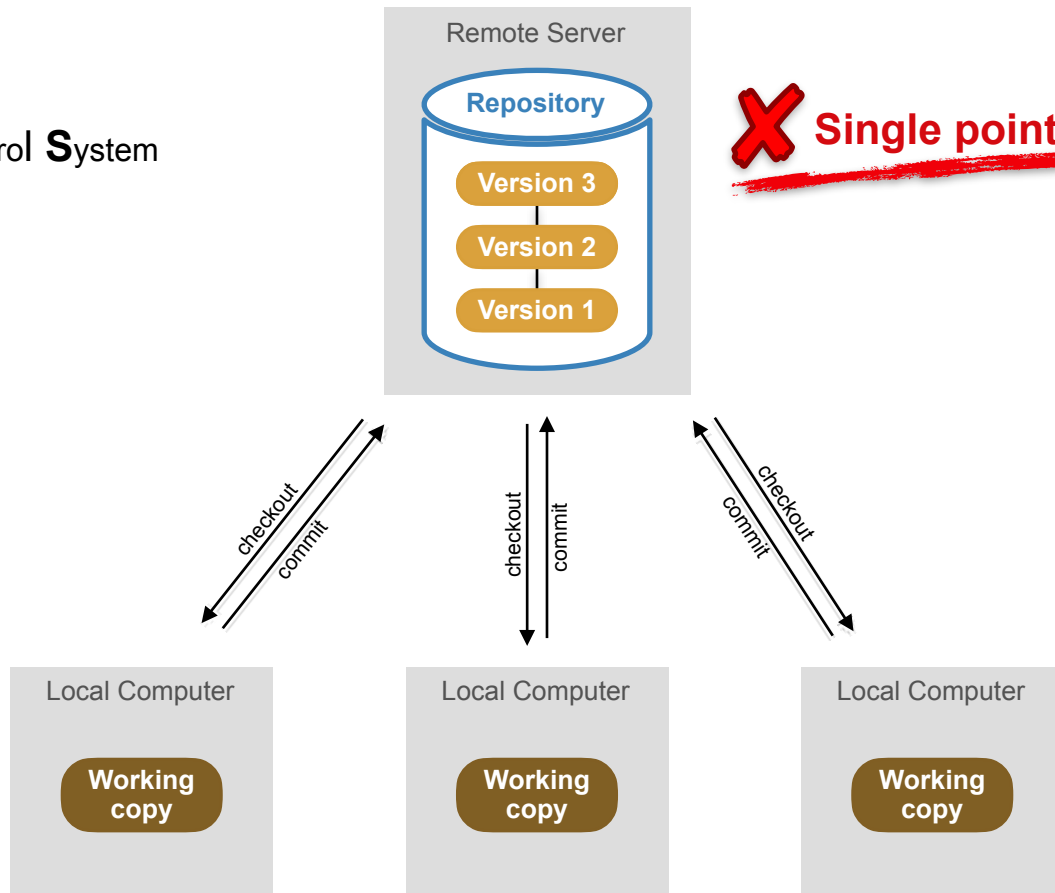 Remote Server
Repository
rol System
Single point
Version 3
Version 2
Version 1
checkout
commit
checkout
commit
checkout
commit
Local Computer
Local Computer
Local Computer
Working
copy
Working
copy
Working
copy